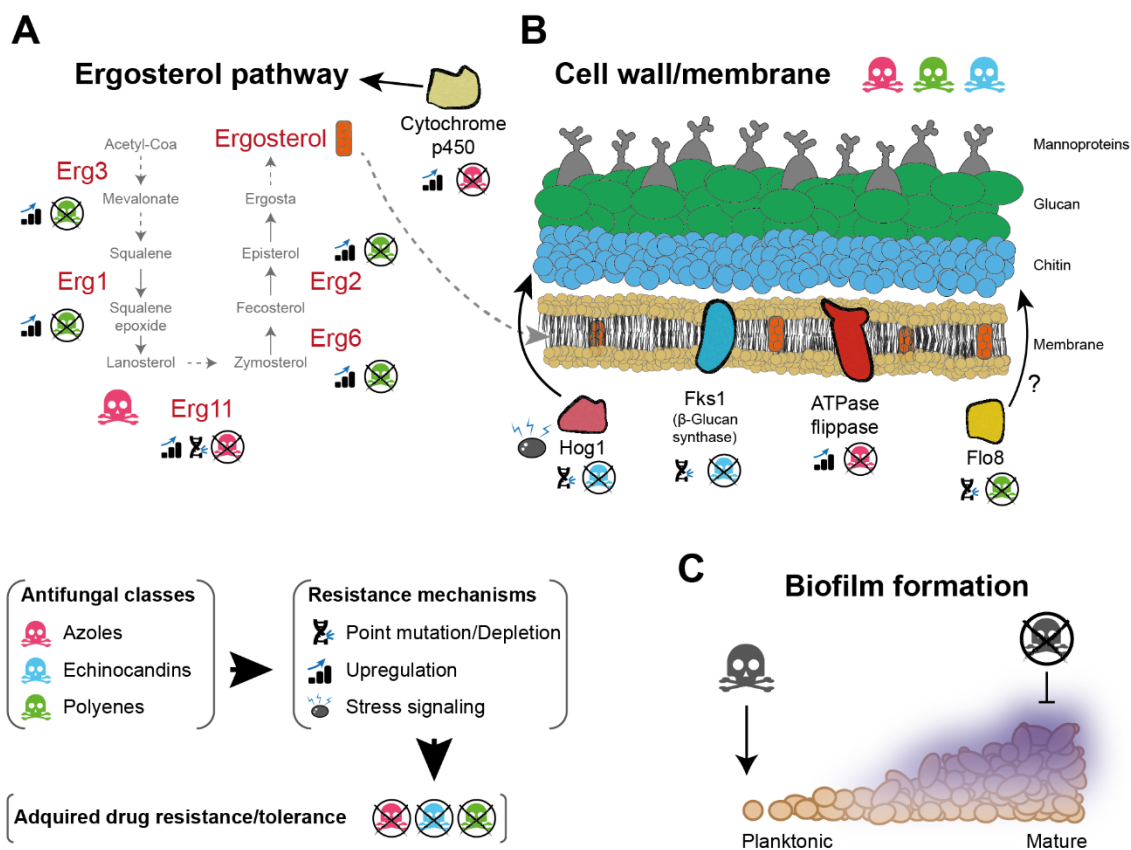 A
Ergosterol pathway
Cytochrome
p450
Acetyl-Coa
Erg3
Mevalonate
Squalene
Erg1
Squalene
epoxide
Lanosterol
Erg11
Ergosterol
Ergosta
Episterol
Erg2
Fecosterol
Erg6
Zymosterol
B
Cell wall/membrane
Mannoproteins
Glucan
Chitin
Membrane
Hog1
Fks1
(β-Glucan
synthase)
ATPase
flippase
?
Flo8
Antifungal classes
Azoles
Echinocandins
Polyenes
Resistance mechanisms
Point mutation/Depletion
Upregulation
Stress signaling
Adquired drug resistance/tolerance
C
Biofilm formation
Planktonic
Mature